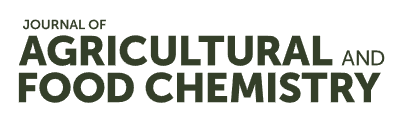 JOURNAL OF
AGRICULTURAL AND
FOOD CHEMISTRY